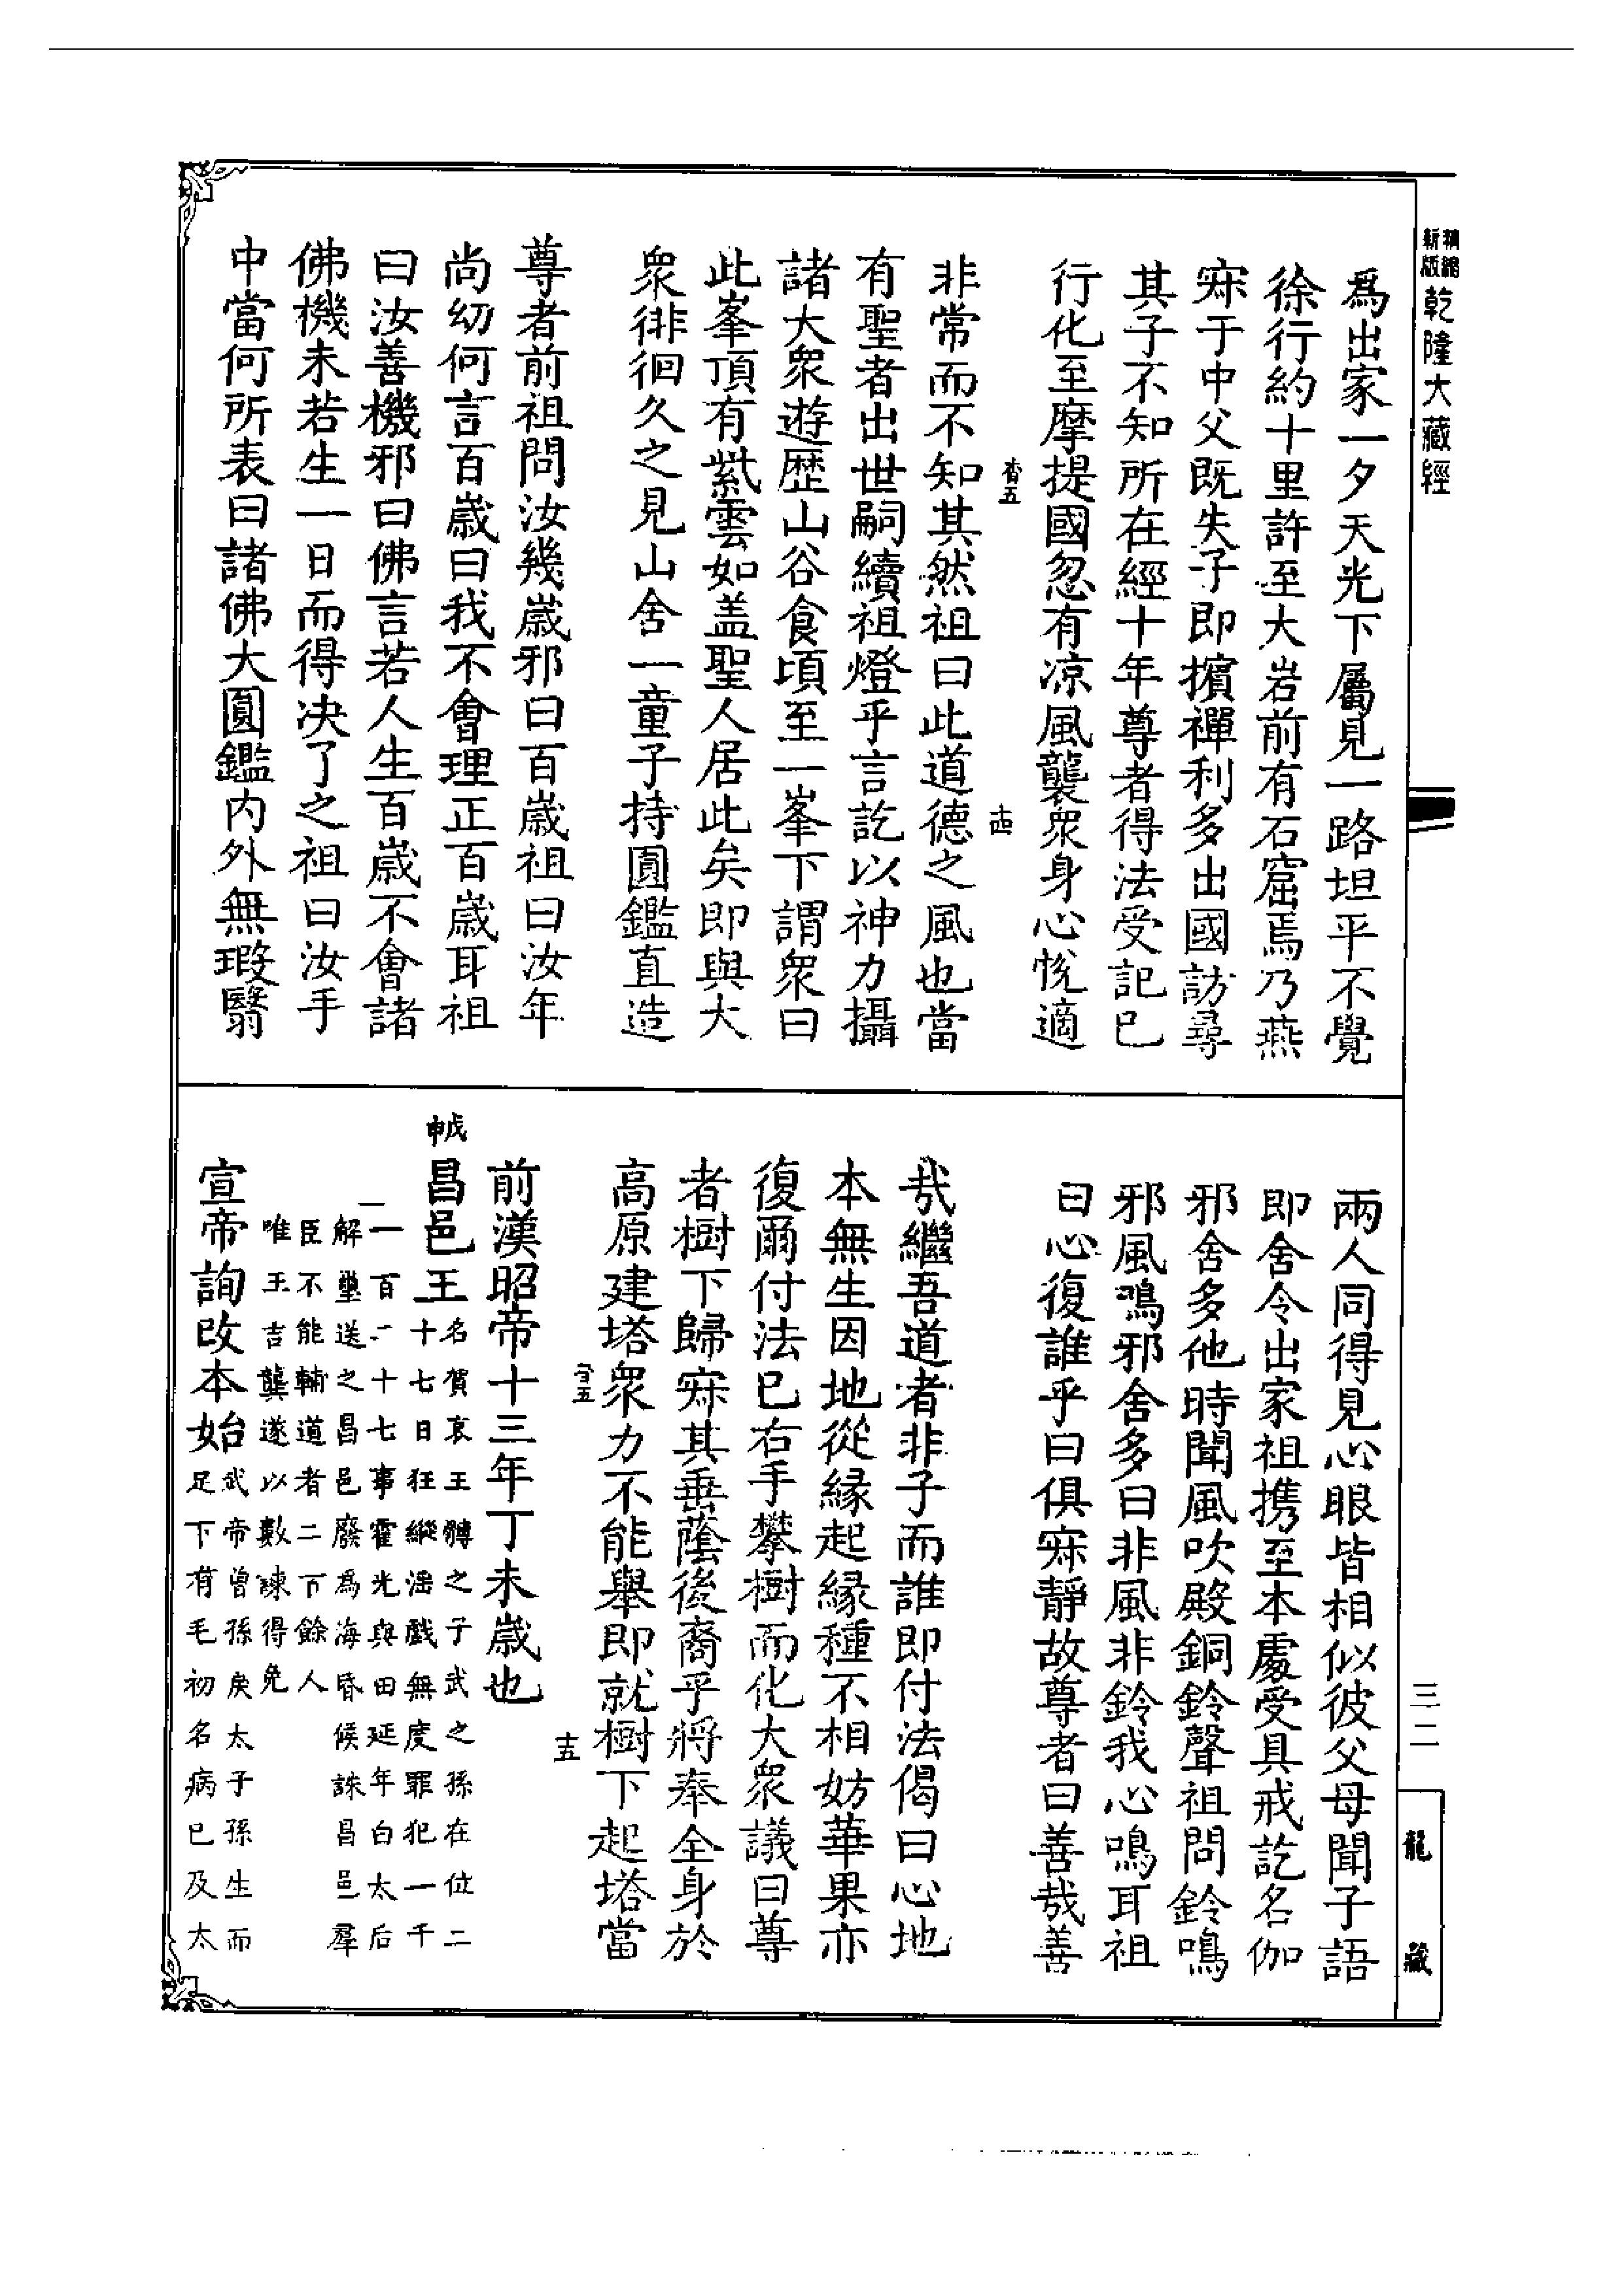 精縮
新版
乾隆大藏經
為出家一夕天光下屬見一路坦平不覺
徐行約十里許至大岩前有石窟焉乃燕
寂于中父既失子即擯禪利多出國訪尋
其子不知所在經十年尊者得法受記已
行化至摩提國忽有凉風襲衆身心悅適
非常而不知其然祖曰此道德之風也當
有聖者出世嗣續祖燈乎言訖以神力攝
諸大衆遊歴山谷食頃至一峯下謂衆曰
此峯頂有紫雲如盖聖人居此矣即與大
衆徘徊久之見山舍一童子持圓鑑直造
尊者前祖問汝幾歲邪曰百歲祖曰汝年
尚幼何言百歲曰我不會理正百歲耳祖
曰汝善機邪曰佛言若人生百歲不會諸
佛機未若生一日而得決了之祖曰汝手
中當何所表曰諸佛大圓鑑内外無瑕翳
兩人同得見心眼皆相似彼父母聞子語
即舍令出家祖携至本處受具戒訖名伽
邪舍多他時聞風吹殿銅鈴聲祖問鈴鳴
邪風鳴邪舍多曰非風非鈴我心鳴耳祖
曰心復誰乎曰俱寂靜故尊者曰善哉善
哉繼吾道者非子而誰即付法偈曰心地
本無生因地從緣起緣種不相妨華果亦
復爾付法已右手攀樹而化大衆議曰尊
者樹下歸寂其垂蔭後裔乎將奉全身於
高原建塔衆力不能舉即就樹下起塔當
十五
前漢昭帝十三年丁未歲也
昌邑王
名賀哀王髆之子武之孫在位二
十七日狂縱淫戲無度罪犯一千
一百二十七事霍光與田延年白太后
解璽送之昌邑廢為海昏候誅昌邑羣
臣不能輔道者二百餘人
唯王吉龔遂以數諫得免
宣帝詢改本始
武帝曾孫戾太子孫生而
足下有毛初名病已及太
三二
龍藏